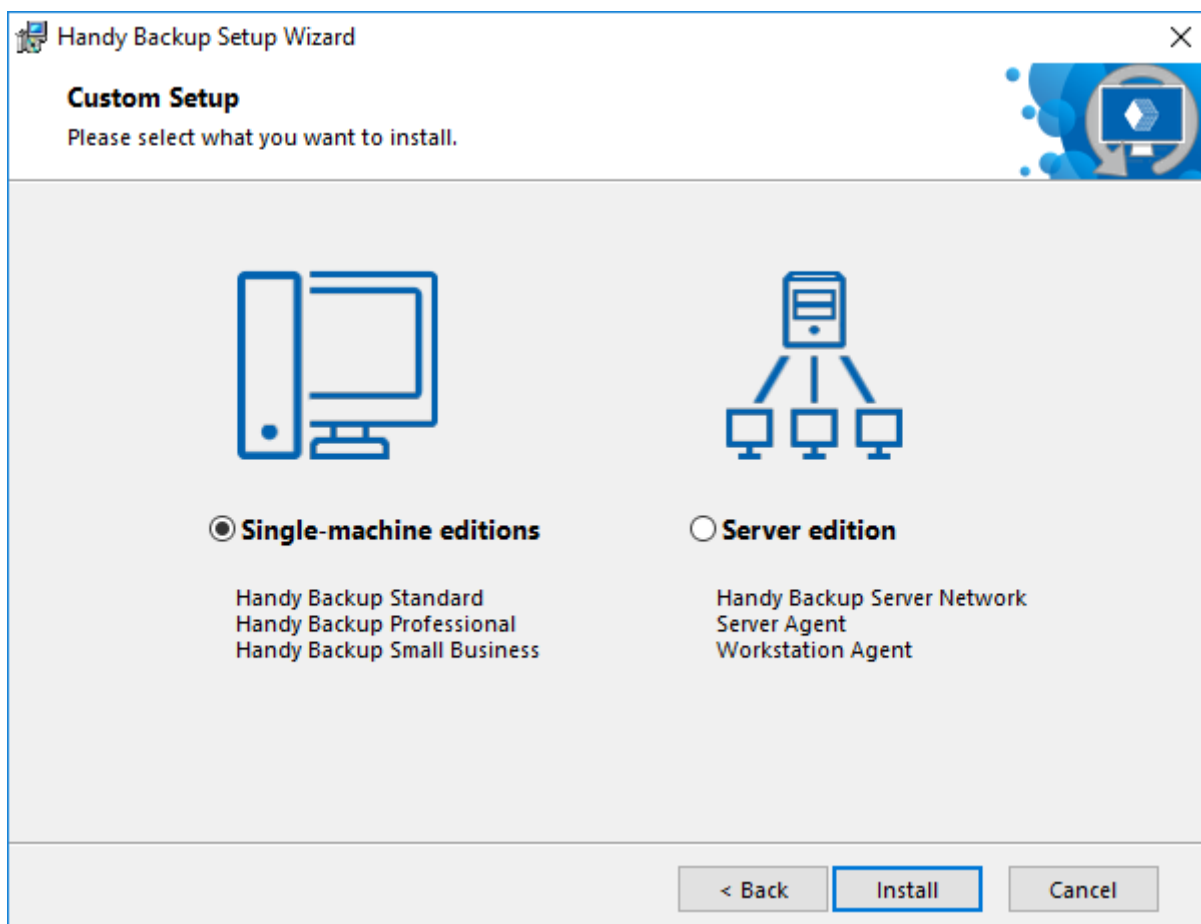 Handy Backup Setup Wizard
Custom Setup
Please select what you want to install.
Single-machine editions
Handy Backup Standard
Handy Backup Professional
Handy Backup Small Business
Server edition
Handy Backup Server Network
Server Agent
Workstation Agent
< Back
Install
Cancel